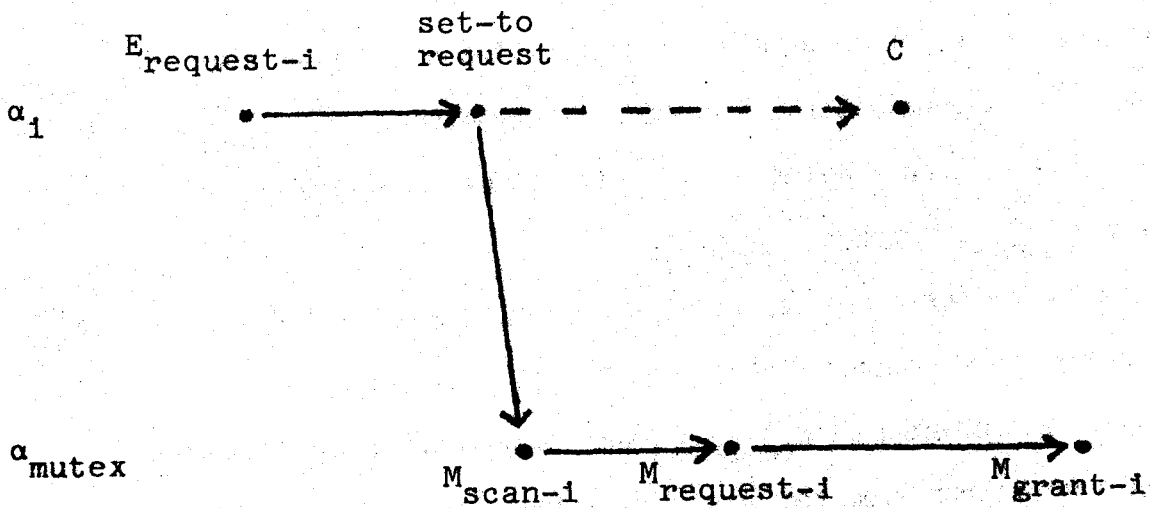 E_request-i
set-to
request
C
α_i
α_mutex
M_scan-i
M_request-i
M_grant-i